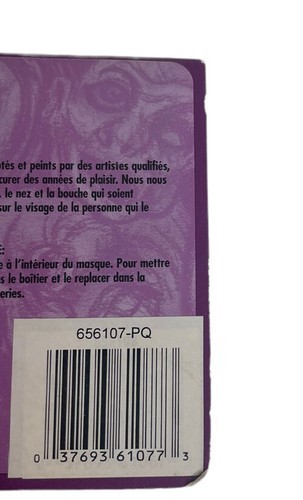 tés et peints par des artistes qualifiés,
curer des années de plaisir. Nous nous
, le nez et la bouche qui soient
sur le visage de la personne qui le
:
e à l'intérieur du masque. Pour mettre
s le boîtier et le replacer dans la
eries.
656107-PQ
0 37693 61077 3